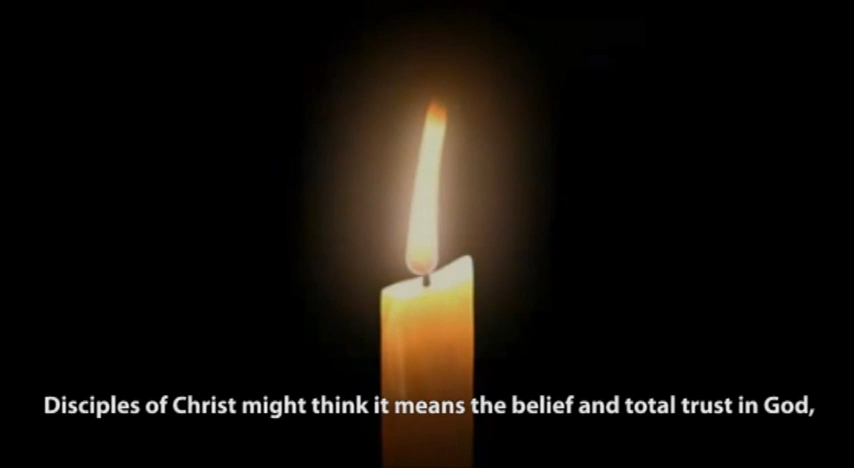 Disciples of Christ might think it means the belief and total trust in God,